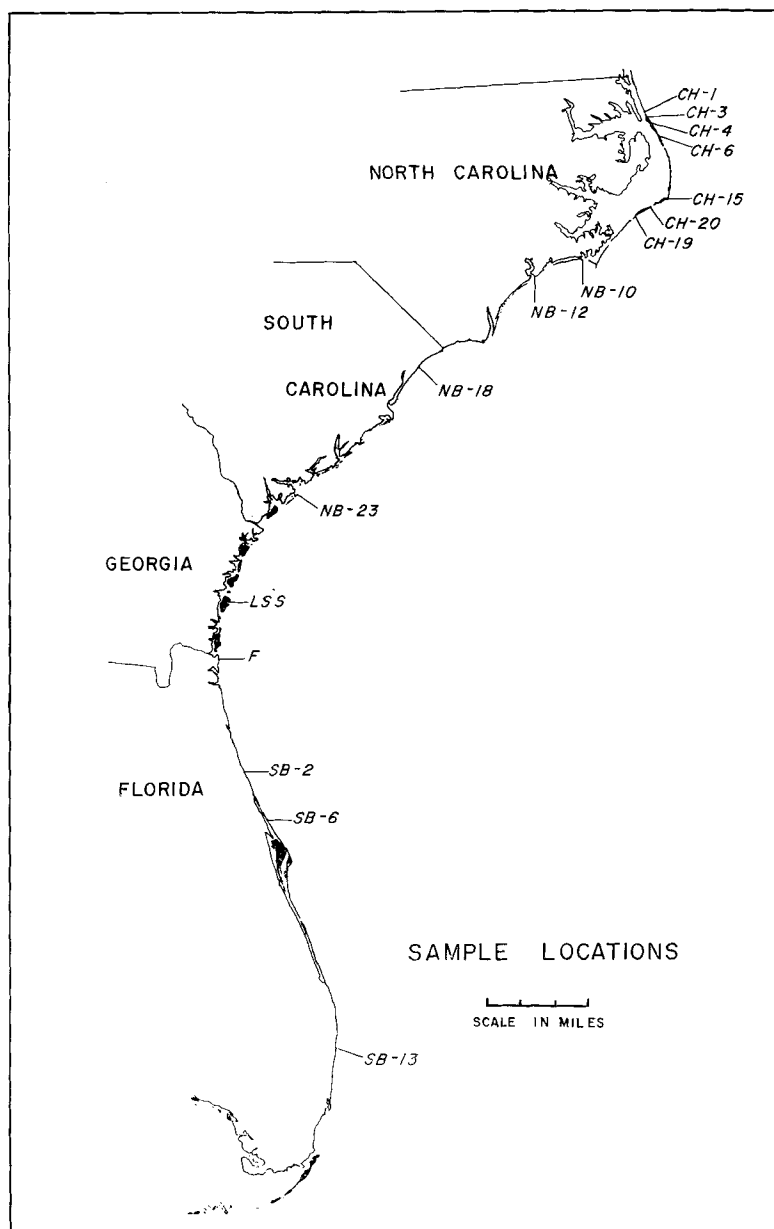 CH-1
CH-3
CH-4
CH-6
NORTH CAROLINA
CH-15
CH-20
CH-19
NB-10
NB-12
SOUTH
NB-18
CAROLINA
NB-23
GEORGIA
LSS
F
SB-2
FLORIDA
SB-6
SAMPLE LOCATIONS
SCALE IN MILES
SB-13